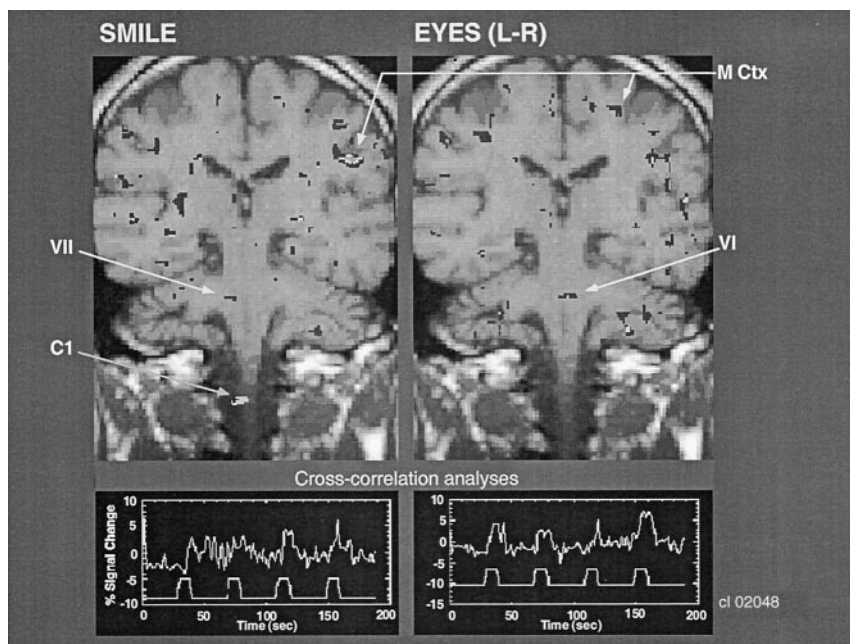 SMILE
EYES (L-R)
M Ctx
VII
VI
C1
Cross-correlation analyses
% Signal Change
10
5
0
-5
-10
0
50
100
150
200
Time (sec)
10
5
0
-5
-10
-15
0
50
100
150
200
Time (sec)
cl 02048